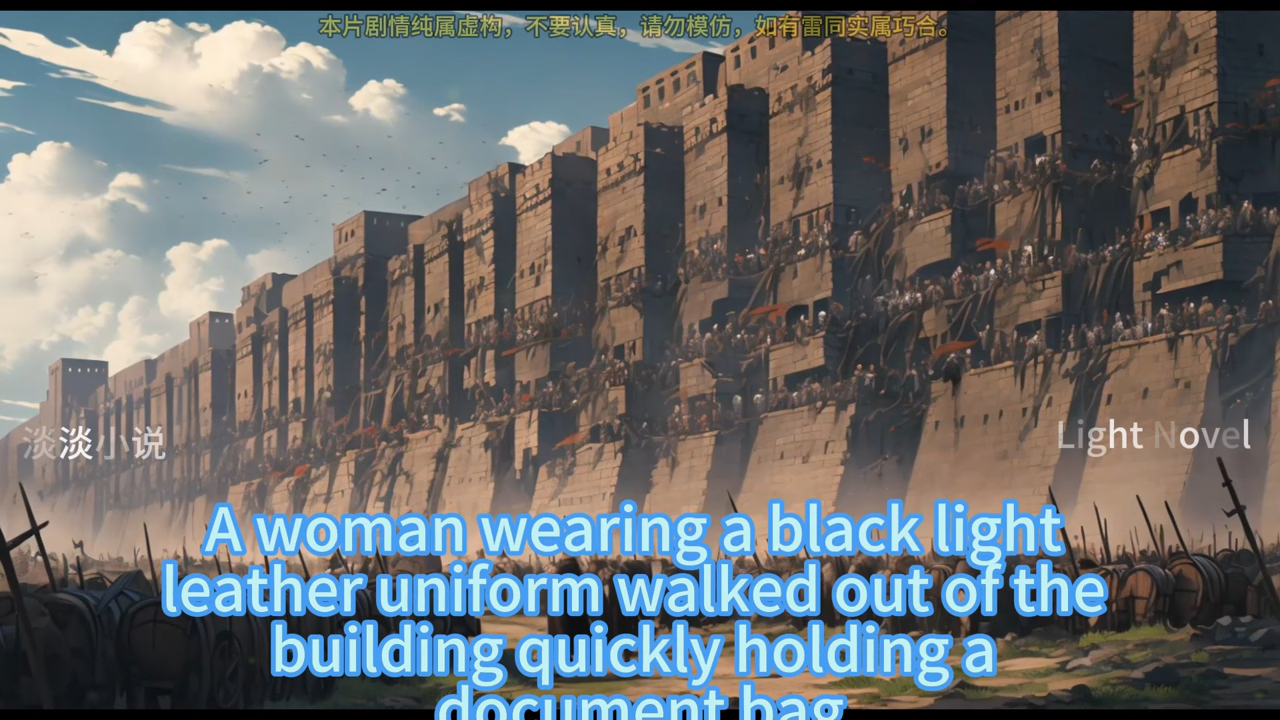 本片剧情纯属虚构，不要认真，请勿模仿，如有雷同实属巧合。
淡淡小说
Light Novel
A woman wearing a black light
leather uniform walked out of the
building quickly holding a
document bag